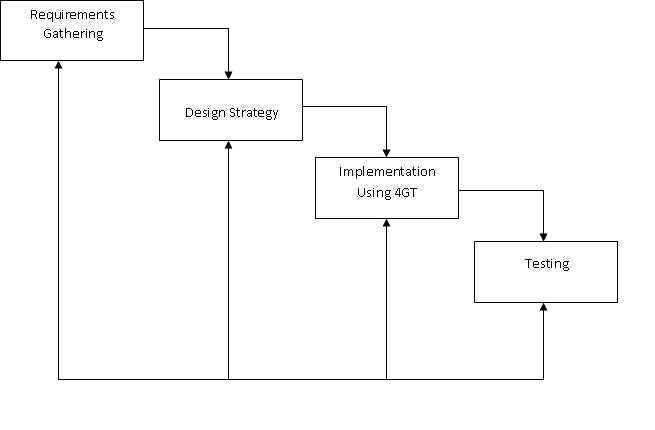 Requirements
Gathering
Design Strategy
Implementation
Using 4GT
Testing